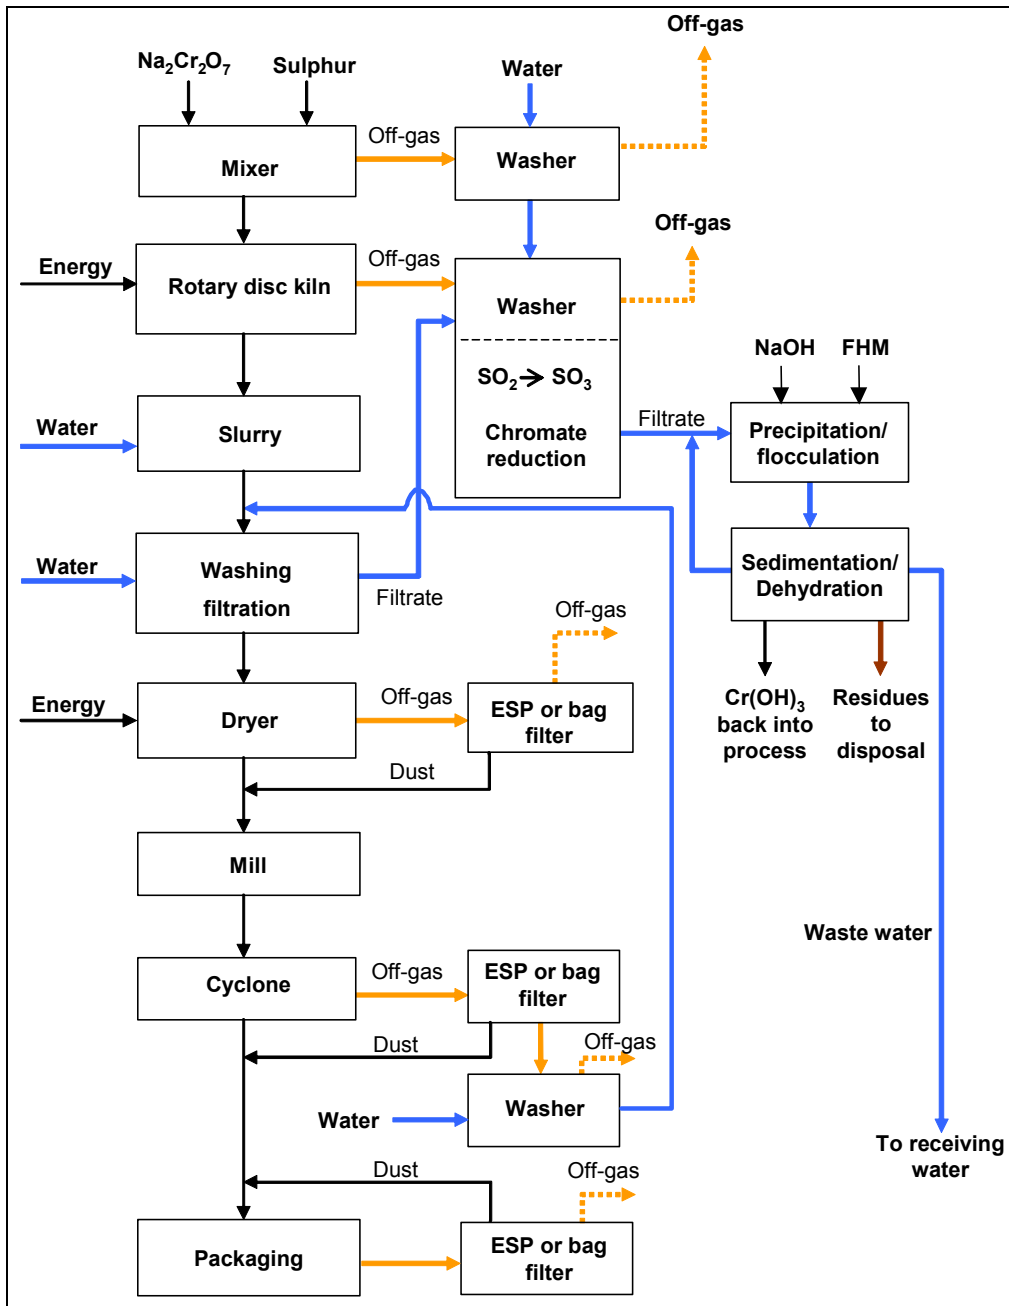 Off-gas
Na2Cr2O7
Sulphur
Water
Mixer
Off-gas
Washer
Off-gas
Energy
Rotary disc kiln
Off-gas
Washer
SO2 → SO3
Chromate
reduction
NaOH
FHM
Water
Slurry
Filtrate
Precipitation/
flocculation
Water
Washing
filtration
Filtrate
Sedimentation/
Dehydration
Off-gas
Energy
Dryer
Off-gas
ESP or bag
filter
Cr(OH)3
back into
process
Residues
to
disposal
Dust
Mill
Waste water
Cyclone
Off-gas
ESP or bag
filter
Dust
Off-gas
Water
Washer
To receiving
water
Dust
Off-gas
Packaging
ESP or bag
filter